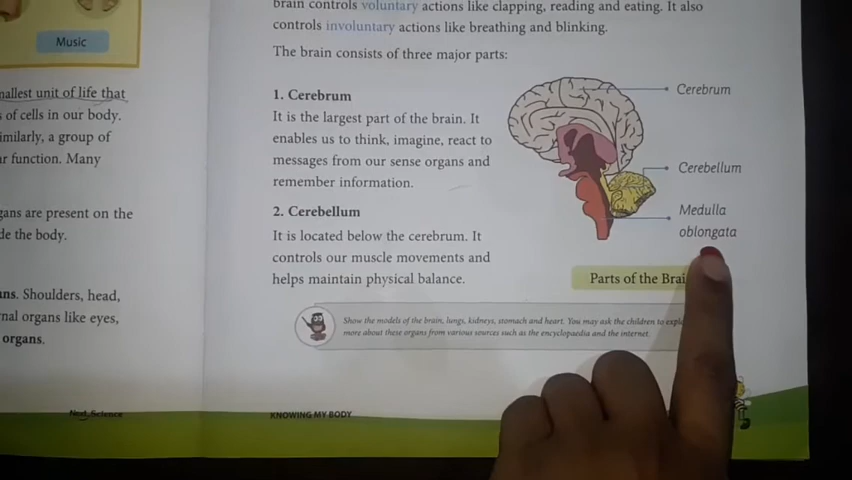 Music
mallest unit of life that
s of cells in our body.
imilarly, a group of
r function. Many
gans are present on the
de the body.
ns. Shoulders, head,
nal organs like eyes,
organs.
Next Science
brain controls voluntary actions like clapping, reading and eating. It also
controls involuntary actions like breathing and blinking.
The brain consists of three major parts:
1. Cerebrum
It is the largest part of the brain. It
enables us to think, imagine, react to
messages from our sense organs and
remember information.
2. Cerebellum
It is located below the cerebrum. It
controls our muscle movements and
helps maintain physical balance.
Cerebrum
Cerebellum
Medulla
oblongata
Parts of the Brai
Show the models of the brain, lungs, kidneys, stomach and heart. You may ask the children to expl
more about these organs from various sources such as the encyclopaedia and the internet.
KNOWING MY BODY